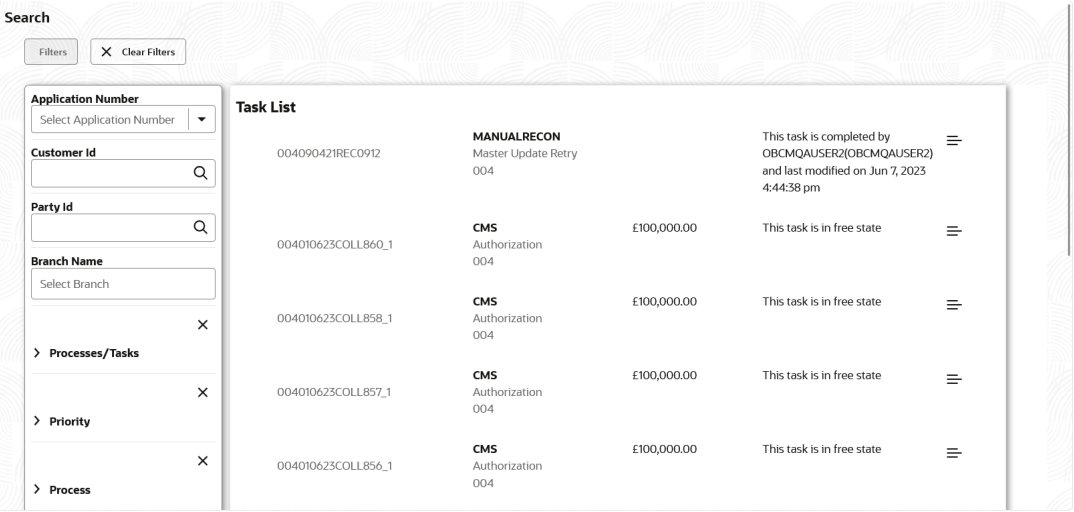 Search
Filters
Clear Filters
Application Number
Select Application Number
Customer Id
Party Id
Branch Name
Select Branch
Processes/Tasks
Priority
Process
Task List
004090421REC0912
MANUALRECON
Master Update Retry
004
This task is completed by
OBCMQAUSER2(OBCMQAUSER2)
and last modified on Jun 7, 2023
4:44:38 pm
004010623COLL860_1
CMS
Authorization
004
£100,000.00
This task is in free state
004010623COLL858_1
CMS
Authorization
004
£100,000.00
This task is in free state
004010623COLL857_1
CMS
Authorization
004
£100,000.00
This task is in free state
004010623COLL856_1
CMS
Authorization
004
£100,000.00
This task is in free state